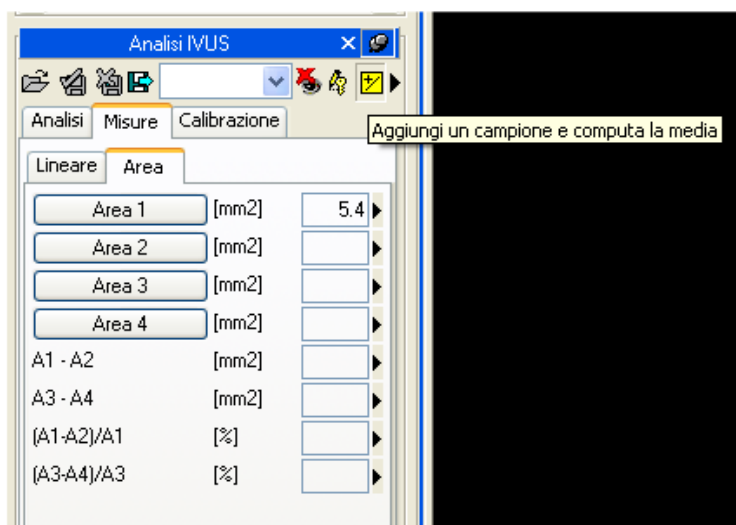 Analisi IVUS
Analisi Misure Calibrazione
Aggiungi un campione e computa la media
Lineare Area
Area 1 [mm2] 5.4
Area 2 [mm2]
Area 3 [mm2]
Area 4 [mm2]
A1 - A2 [mm2]
A3 - A4 [mm2]
(A1-A2)/A1 [%]
(A3-A4)/A3 [%]